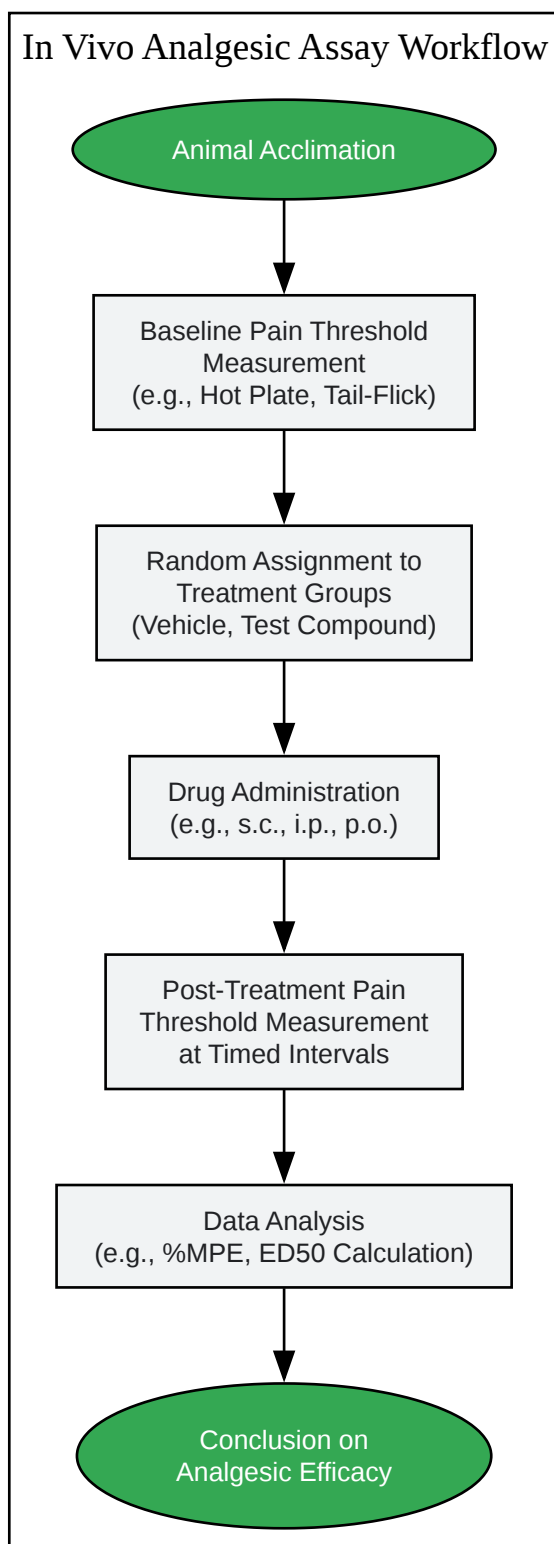 In Vivo Analgesic Assay Workflow
Animal Acclimation
Baseline Pain Threshold
Measurement
(e.g., Hot Plate, Tail-Flick)
Random Assignment to
Treatment Groups
(Vehicle, Test Compound)
Drug Administration
(e.g., s.c., i.p., p.o.)
Post-Treatment Pain
Threshold Measurement
at Timed Intervals
Data Analysis
(e.g., %MPE, ED50 Calculation)
Conclusion on
Analgesic Efficacy